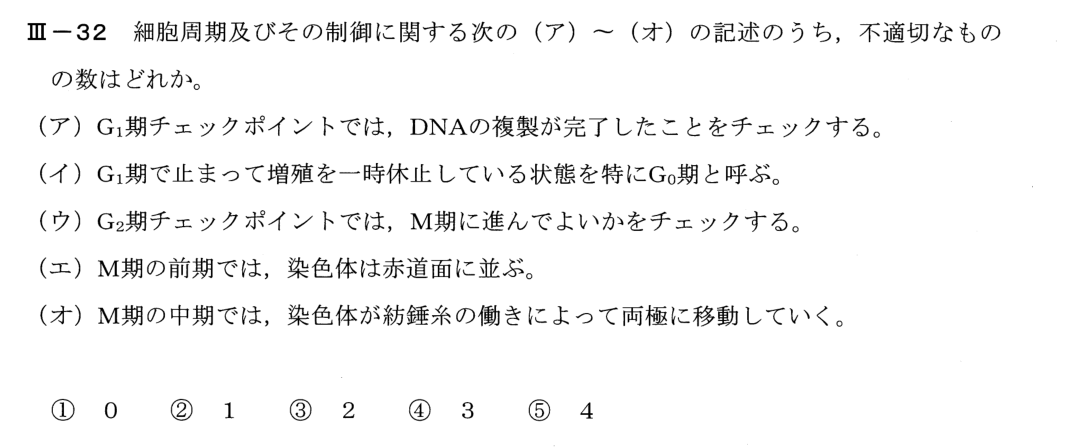 Ⅲ－32　細胞周期及びその制御に関する次の（ア）～（オ）の記述のうち，不適切なもの
の数はどれか。
（ア）G₁期チェックポイントでは，DNAの複製が完了したことをチェックする。
（イ）G₁期で止まって増殖を一時休止している状態を特にG₀期と呼ぶ。
（ウ）G₂期チェックポイントでは，M期に進んでよいかをチェックする。
（エ）M期の前期では，染色体は赤道面に並ぶ。
（オ）M期の中期では，染色体が紡錘糸の働きによって両極に移動していく。
①　0　②　1　③　2　④　3　⑤　4